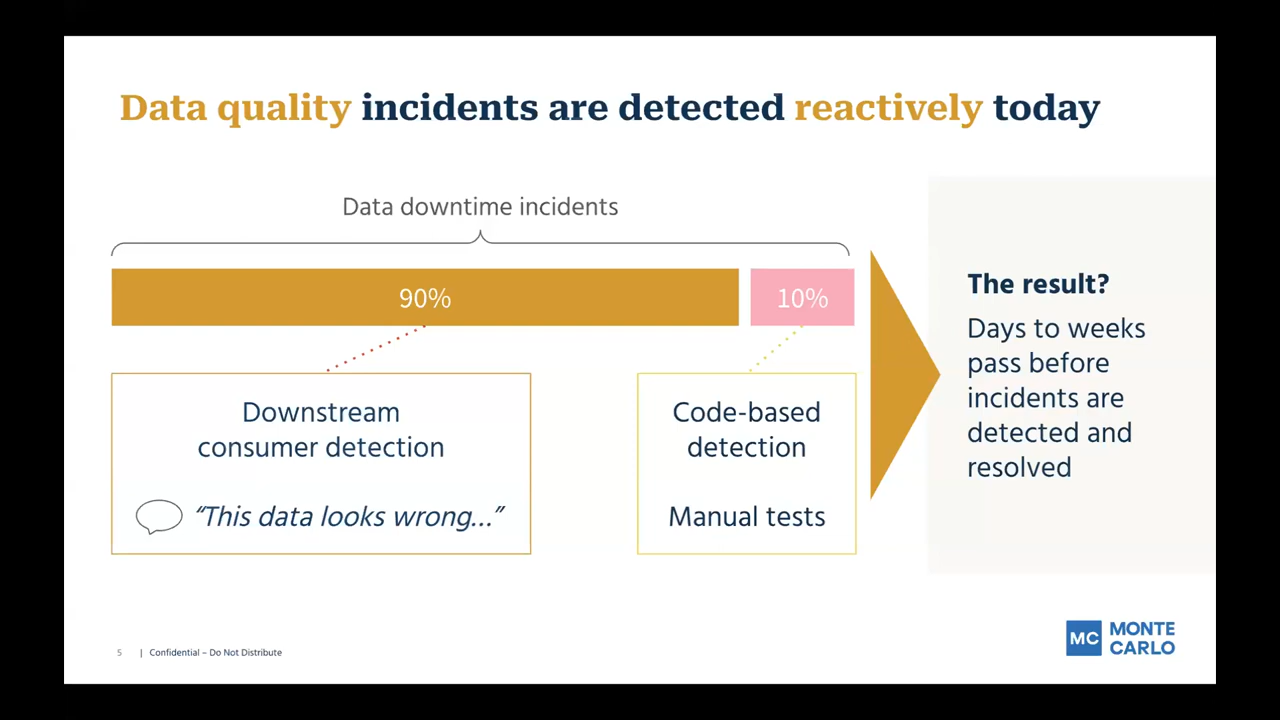 Data quality incidents are detected reactively today
Data downtime incidents
90%
10%
Downstream
consumer detection
“This data looks wrong...”
Code-based
detection
Manual tests
The result?
Days to weeks
pass before
incidents are
detected and
resolved
5 | Confidential – Do Not Distribute
MC
MONTE
CARLO